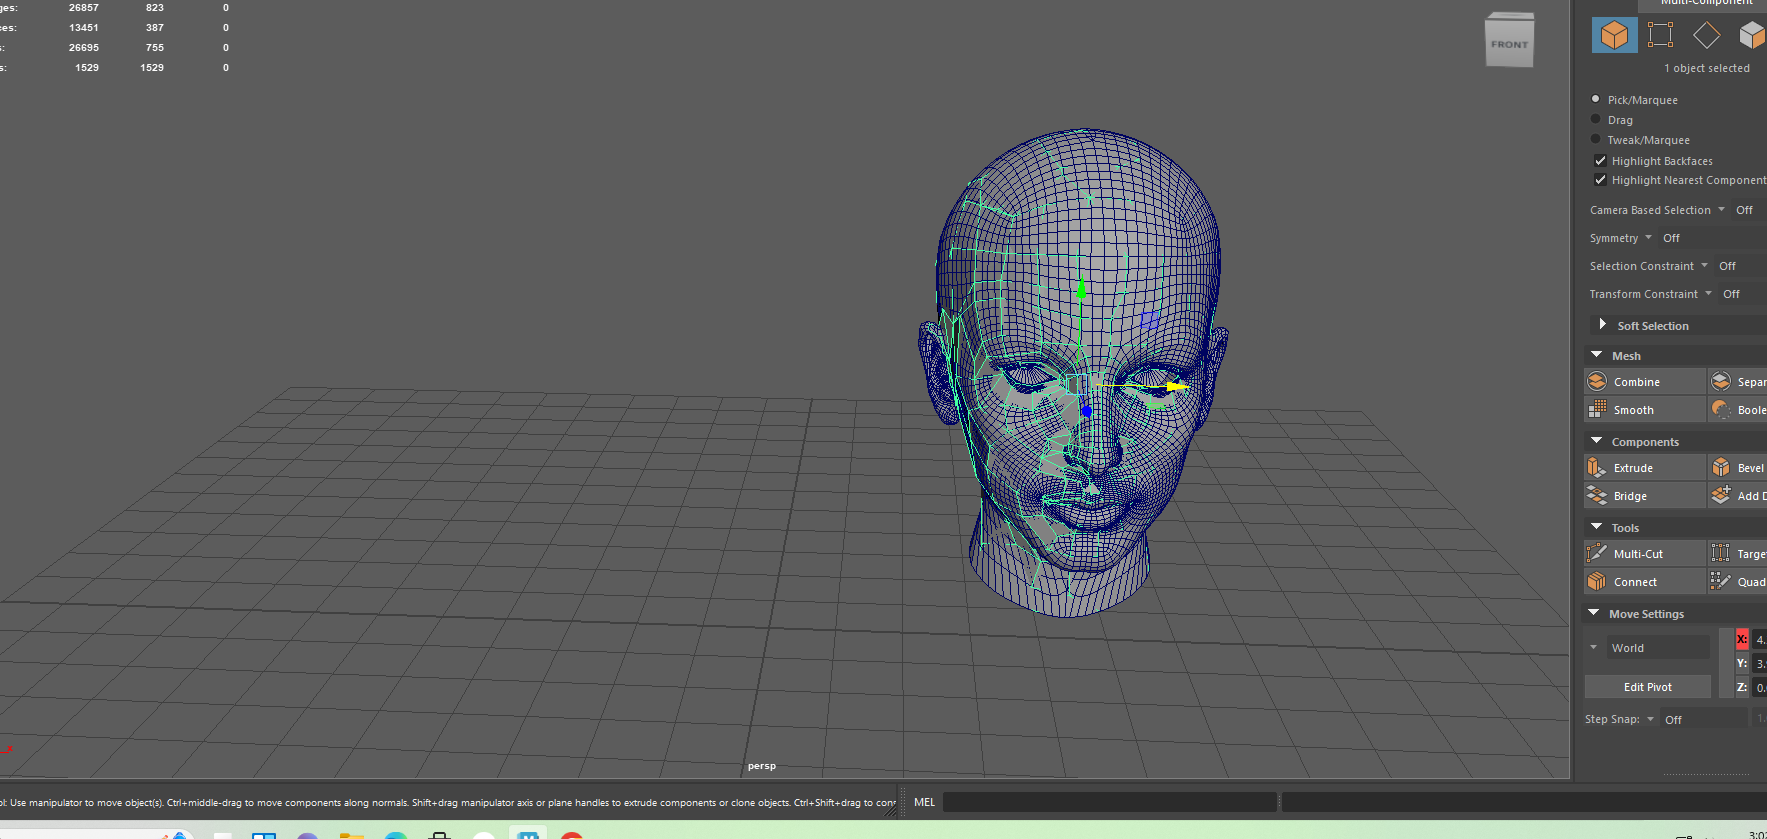 ges: 26857 823 0
ces: 13451 387 0
s: 26695 755 0
s: 1529 1529 0
FRONT
Multi-Component
1 object selected
Pick/Marquee
Drag
Tweak/Marquee
Highlight Backfaces
Highlight Nearest Component
Camera Based Selection Off
Symmetry Off
Selection Constraint Off
Transform Constraint Off
Soft Selection
Mesh
Combine Separ
Smooth Boole
Components
Extrude Bevel
Bridge Add D
Tools
Multi-Cut Targe
Connect Quad
Move Settings
World
X: 4.
Y: 3.
Z: 0.
Edit Pivot
Step Snap: Off 1.
persp
ol: Use manipulator to move object(s). Ctrl+middle-drag to move components along normals. Shift+drag manipulator axis or plane handles to extrude components or clone objects. Ctrl+Shift+drag to con
MEL